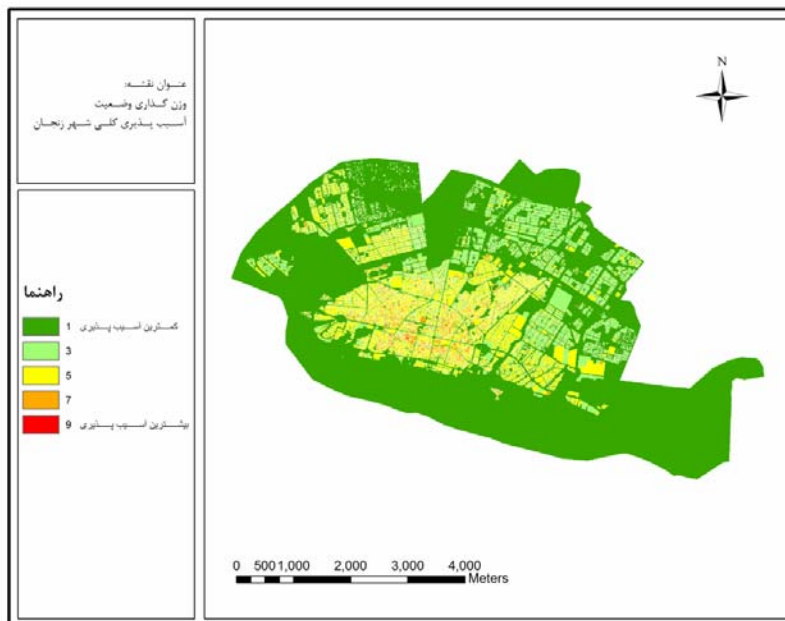 عنوان نقشه:
وزن گذاری وضعیت
آسیب پذیری کلی شهر زنجان
راهنما
1 کمترین آسیب پذیری
3
5
7
9 بیشترین آسیب پذیری
N
0 500 1,000 2,000 3,000 4,000
Meters